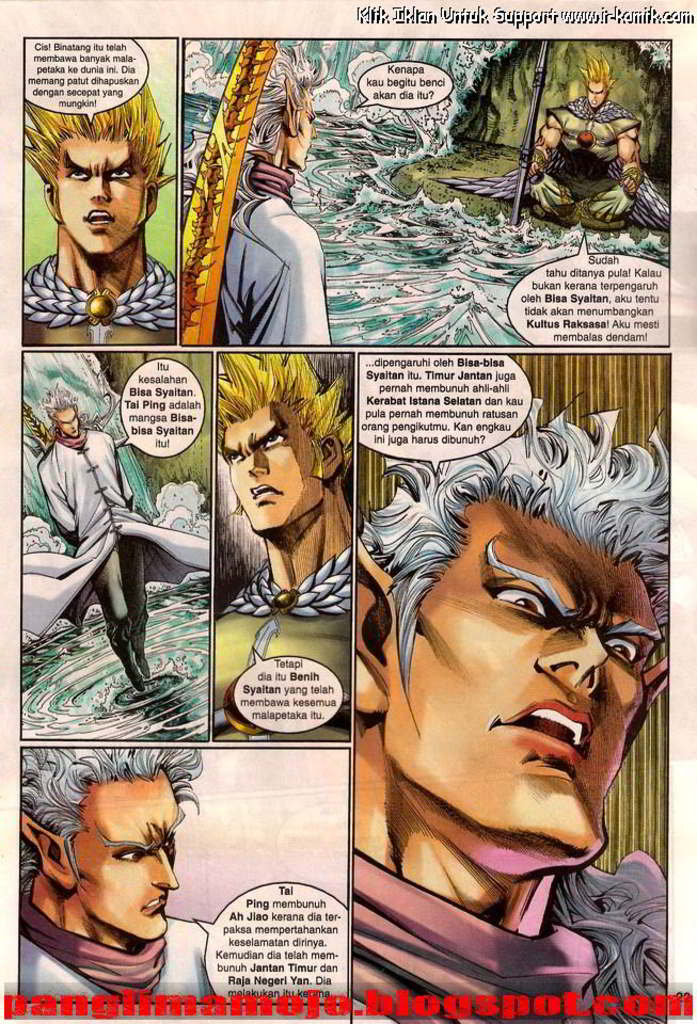 Klik Iklan Untuk Support www.ir-komik.com
Cis! Binatang itu telah
membawa banyak mala-
petaka ke dunia ini. Dia
memang patut dihapuskan
dengan secepat yang
mungkin!
Kenapa
kau begitu benci
akan dia itu?
Sudah
tahu ditanya pula! Kalau
bukan kerana terpengaruh
oleh Bisa Syaitan, aku tentu
tidak akan menumbangkan
Kultus Raksasa! Aku mesti
membalas dendam!
Itu
kesalahan
Bisa Syaitan.
Tai Ping adalah
mangsa Bisa-
bisa Syaitan
itu!
Tetapi
dia itu Benih
Syaitan yang telah
membawa kesemua
malapetaka itu.
...dipengaruhi oleh Bisa-bisa
Syaitan itu. Timur Jantan juga
pernah membunuh ahli-ahli
Kerabat Istana Selatan dan kau
pula pernah membunuh ratusan
orang pengikutmu. Kan engkau
ini juga harus dibunuh?
Tai
Ping membunuh
Ah Jiao kerana dia ter-
paksa mempertahankan
keselamatan dirinya.
Kemudian dia telah mem-
bunuh Jantan Timur dan
Raja Negeri Yan. Dia
melakukan itu kerana
panglimamojo.blogspot.com